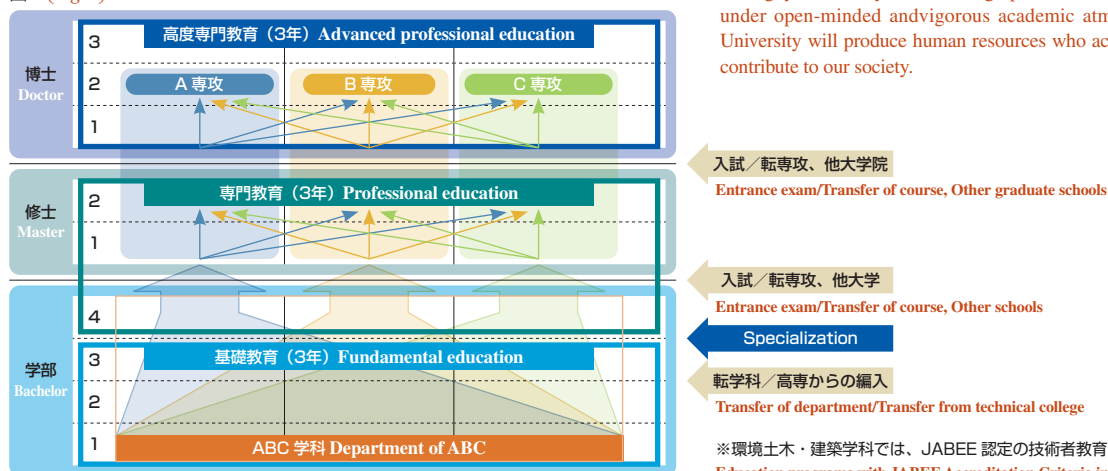 under open-minded andvigorous academic
University will produce human resources who
contribute to our society.
3
高度専門教育（3年）Advanced professional education
博士
Doctor
2
A 専攻
B 専攻
C 専攻
1
入試／転専攻、他大学院
Entrance exam/Transfer of course, Other graduate schools
2
専門教育（3年）Professional education
修士
Master
1
入試／転専攻、他大学
Entrance exam/Transfer of course, Other schools
4
Specialization
3
基礎教育（3年）Fundamental education
学部
Bachelor
転学科／高専からの編入
Transfer of department/Transfer from technical college
2
1
ABC 学科 Department of ABC
※環境土木・建築学科では、JABEE 認定の技術者教育
Education programs with JABEE Accreditation Criteria